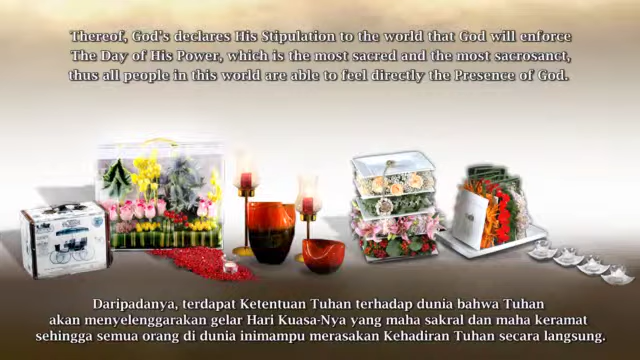 Thereof, God's declares His Stipulation to the world that God will enforce
The Day of His Power, which is the most sacred and the most sacrosanct,
thus all people in this world are able to feel directly the Presence of God.
Daripadanya, terdapat Ketentuan Tuhan terhadap dunia bahwa Tuhan
akan menyelenggarakan gelar Hari Kuasa-Nya yang maha sakral dan maha keramat
sehingga semua orang di dunia inimampu merasakan Kehadiran Tuhan secara langsung.